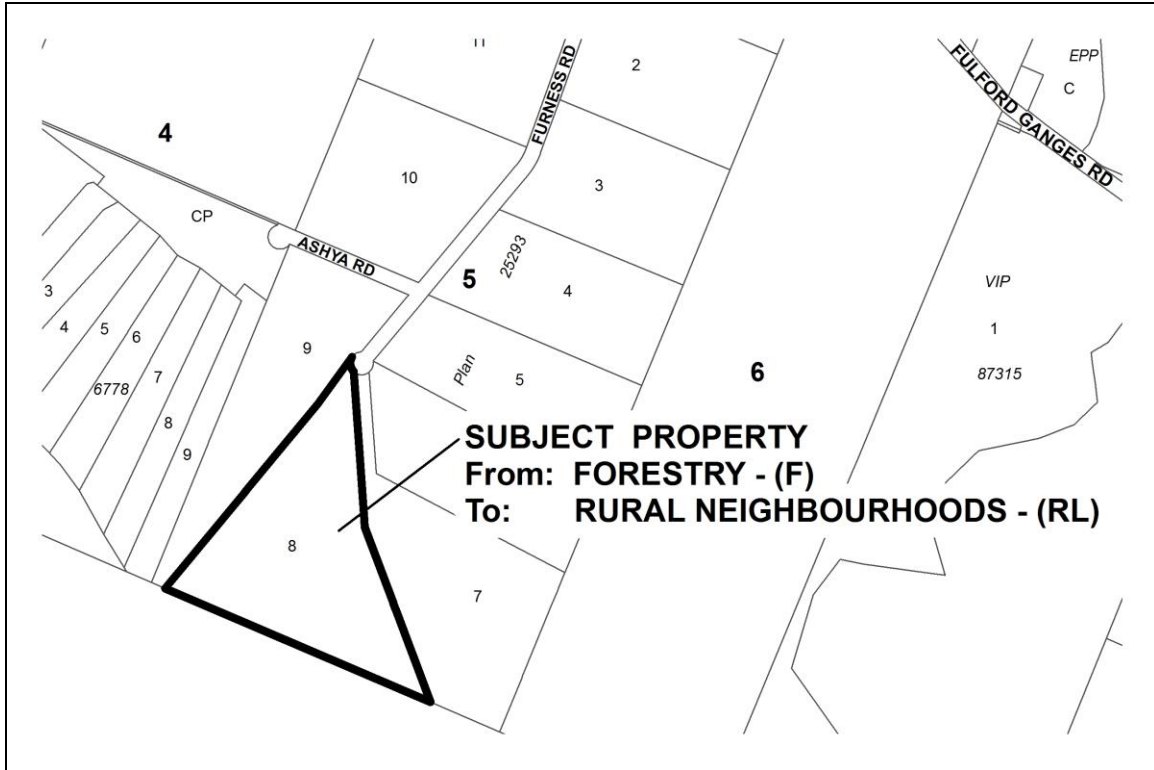 11
2
FURNESS RD
FULFORD GANGES RD
EPP
C
4
10
3
CP
ASHYA RD
5
25293
4
VIP
1
87315
3
4
5
6
7
8
9
6778
9
Plan
5
6
SUBJECT PROPERTY
From: FORESTRY - (F)
To: RURAL NEIGHBOURHOODS - (RL)
8
7